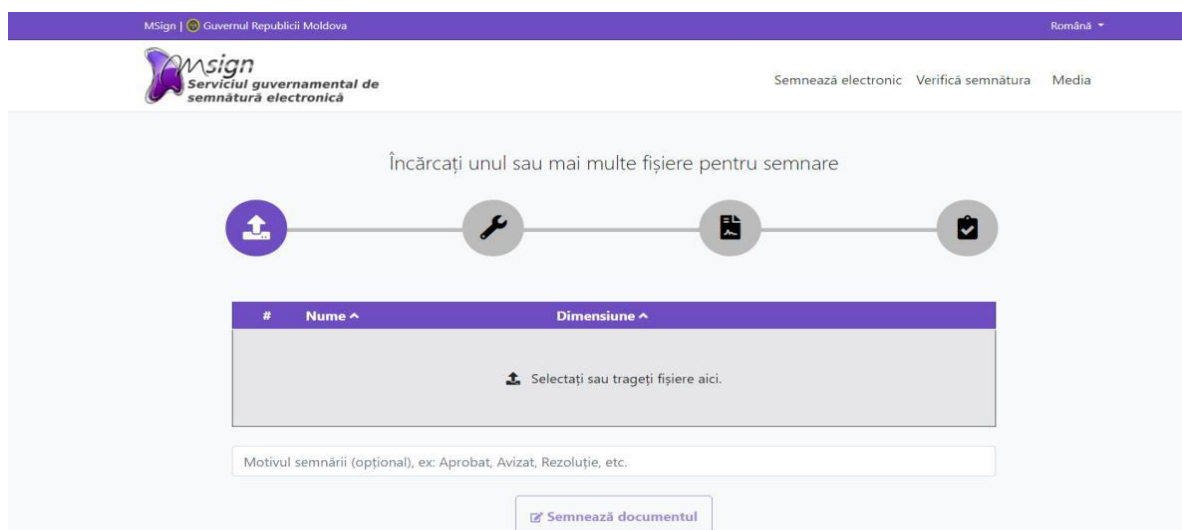 MSign | Guvernul Republicii Moldova
Română
Msign
Serviciul guvernamental de
semnătură electronică
Semnează electronic Verifică semnătura Media
Încărcați unul sau mai multe fișiere pentru semnare
# Nume Dimensiune
Selectați sau trageți fișiere aici.
Motivul semnării (opțional), ex: Aprobat, Avizat, Rezoluție, etc.
Semnează documentul